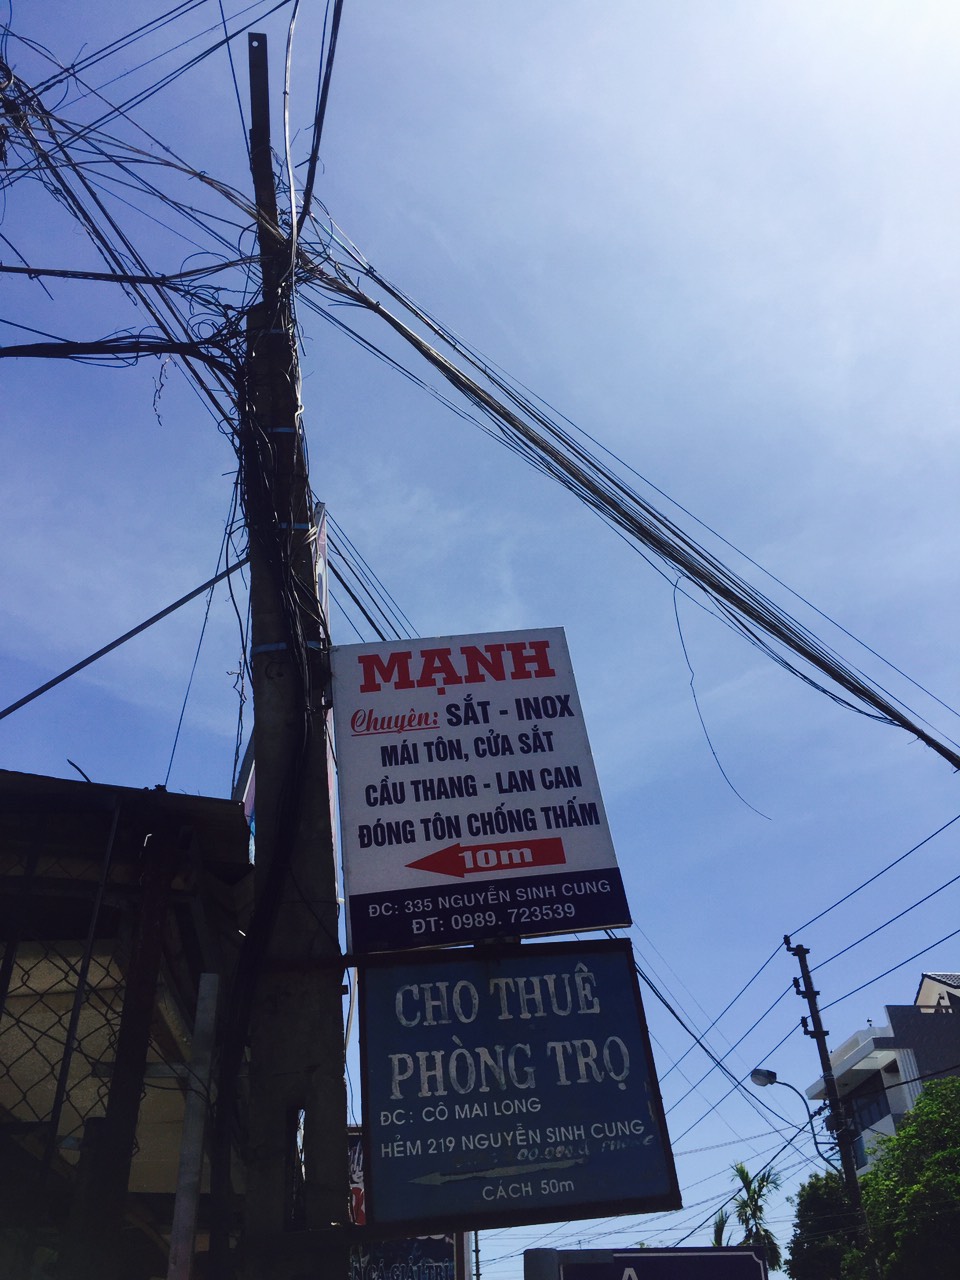 MẠNH
Chuyên: SẮT - INOX
MÁI TÔN, CỬA SẮT
CẦU THANG - LAN CAN
ĐÓNG TÔN CHỐNG THẤM
10m
ĐC: 335 NGUYỄN SINH CUNG
ĐT: 0989. 723539
CHO THUÊ
PHÒNG TRỌ
ĐC: CÔ MAI LONG
HẺM 219 NGUYỄN SINH CUNG
CÁCH 50m